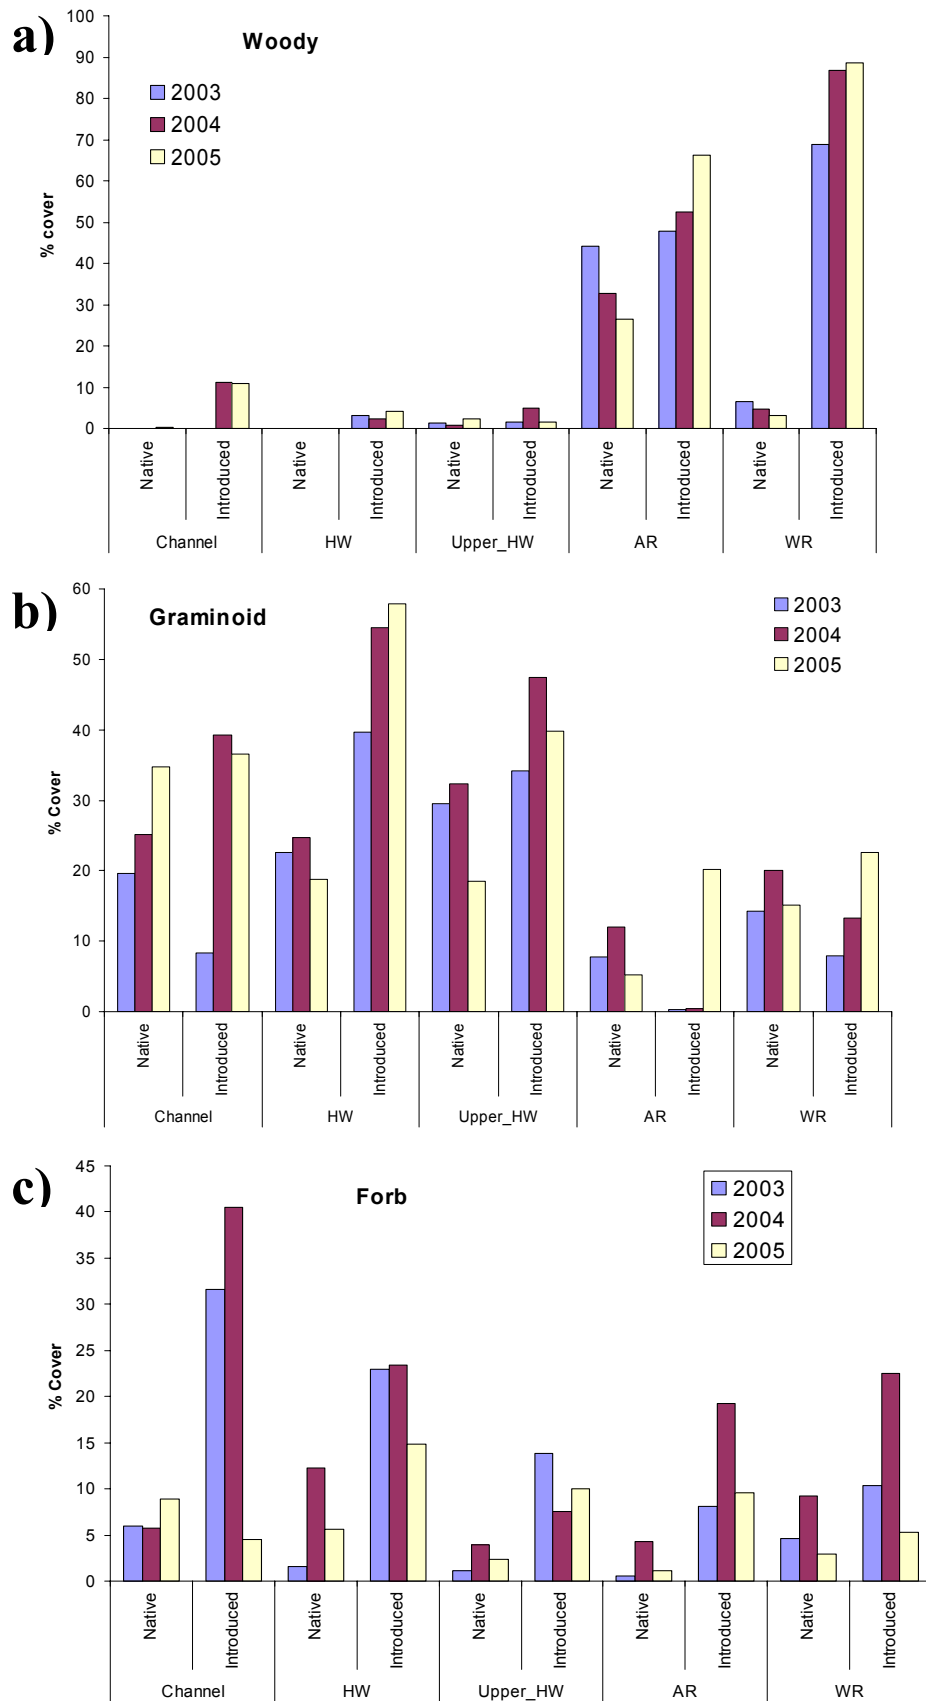 a)
Woody
2003
2004
2005
% cover
100
90
80
70
60
50
40
30
20
10
0
Native Introduced Native Introduced Native Introduced Native Introduced Native Introduced
Channel HW Upper_HW AR WR
b)
Graminoid
2003
2004
2005
% Cover
60
50
40
30
20
10
0
Native Introduced Native Introduced Native Introduced Native Introduced Native Introduced
Channel HW Upper_HW AR WR
c)
Forb
2003
2004
2005
% Cover
45
40
35
30
25
20
15
10
5
0
Native Introduced Native Introduced Native Introduced Native Introduced Native Introduced
Channel HW Upper_HW AR WR